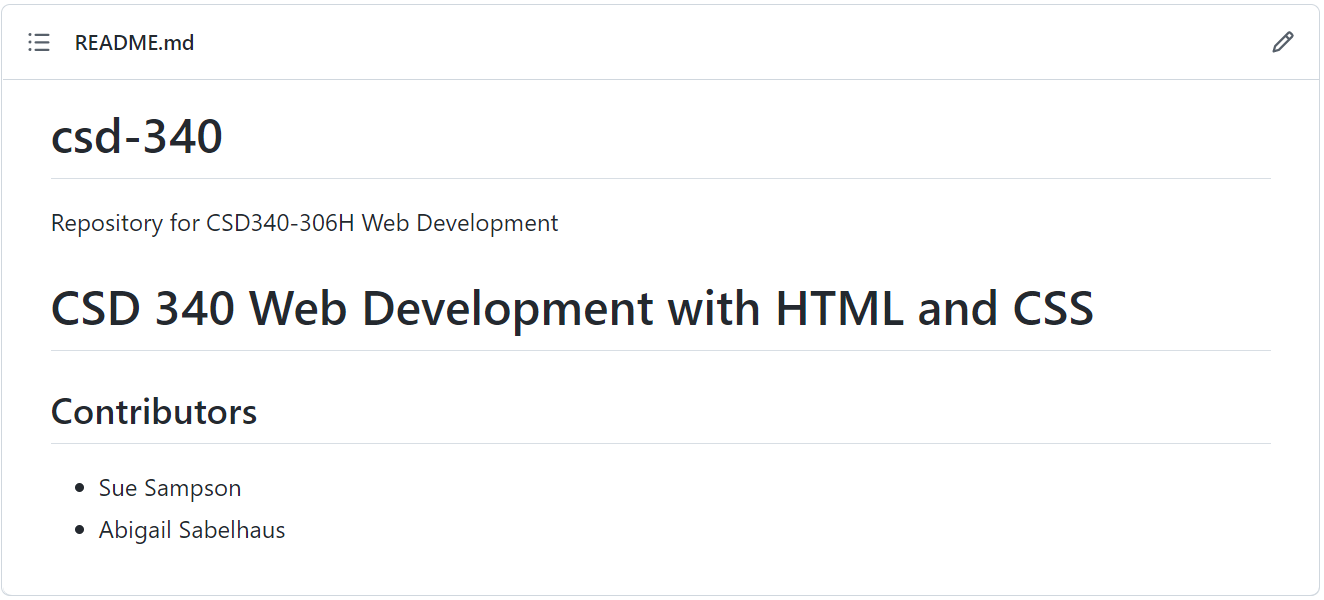 README.md
csd-340
Repository for CSD340-306H Web Development
CSD 340 Web Development with HTML and CSS
Contributors
Sue Sampson
Abigail Sabelhaus